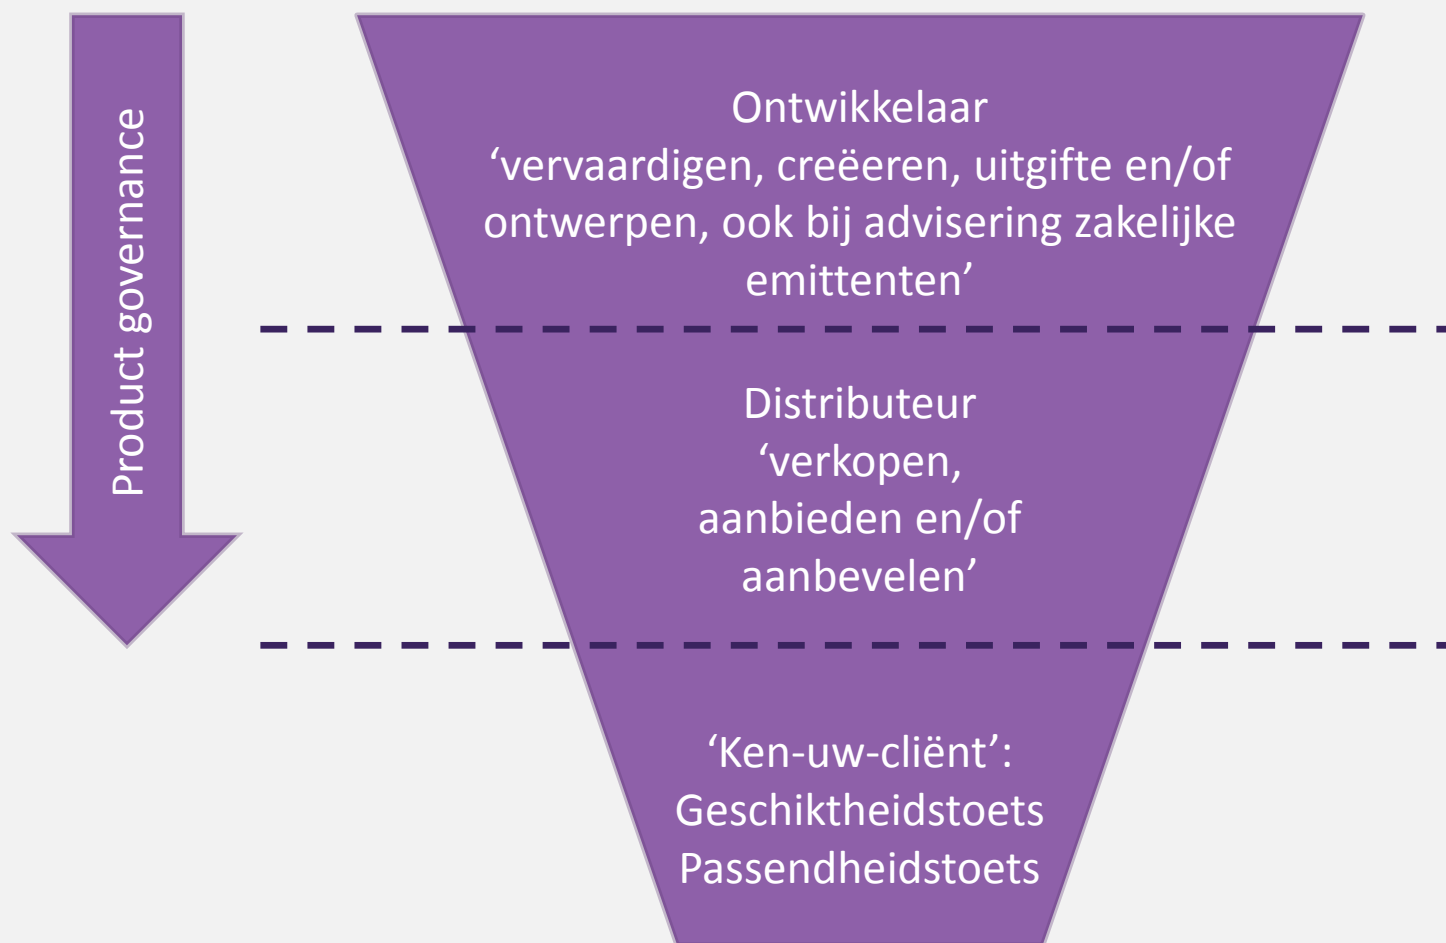 Product governance
Ontwikkelaar
‘vervaardigen, creëeren, uitgifte en/of
ontwerpen, ook bij advisering zakelijke
emittenten’
Distributeur
‘verkopen,
aanbieden en/of
aanbevelen’
‘Ken-uw-cliënt’:
Geschiktheidstoets
Passendheidstoets